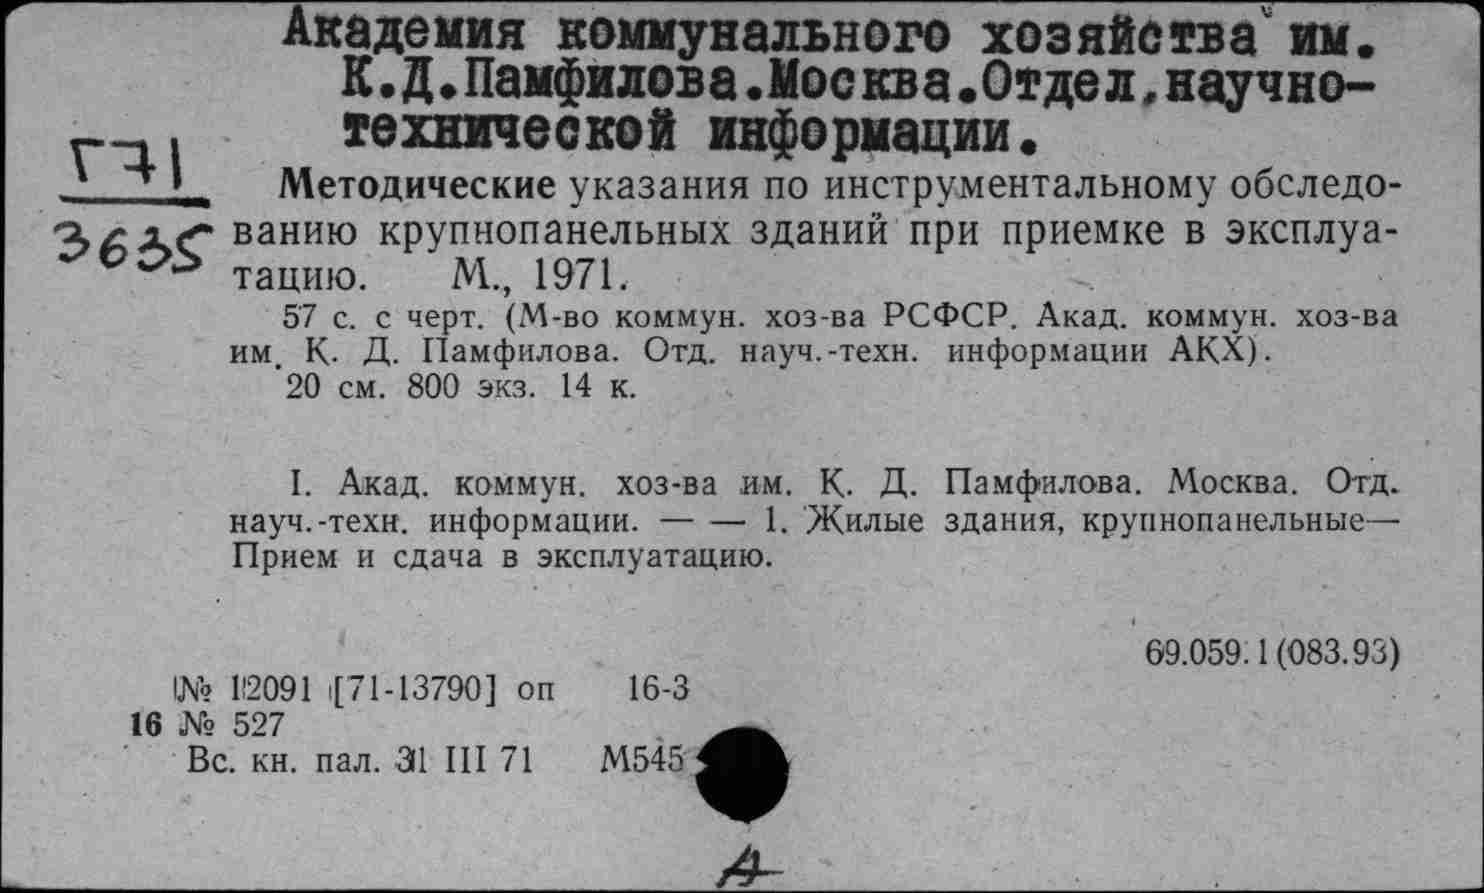 Академия коммунального хозяйства им.
К.Д.Памфилова.Москва.Отдел.научно-
технической информации.
Г71
3635
Методические указания по инструментальному обследо-
ванию крупнопанельных зданий при приемке в эксплуа-
тацию. М., 1971.
57 с. с черт. (М-во коммун. хоз-ва РСФСР. Акад. коммун. хоз-ва
им. К. Д. Памфилова. Отд. науч.-техн. информации АКХ).
20 см. 800 экз. 14 к.
I. Акад. коммун. хоз-ва им. К. Д. Памфилова. Москва. Отд.
науч.-техн. информации. — — 1. Жилые здания, крупнопанельные—
Прием и сдача в эксплуатацию.
69.059.1(083.93)
№ 12091 [71-13790] оп 16-3
16 № 527
Вс. кн. пал. 31 III 71 М545
А